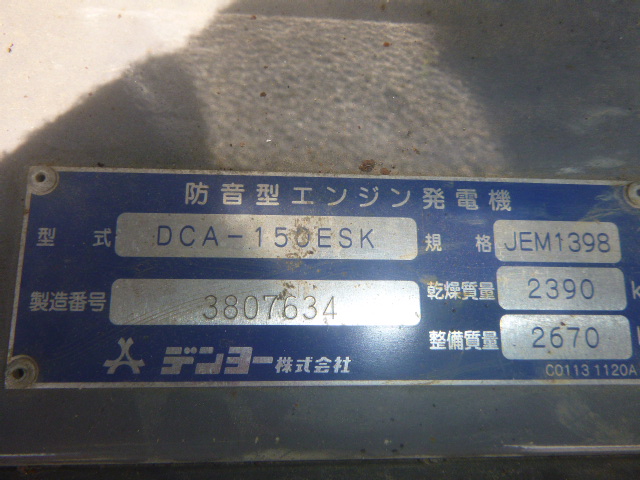 防音型エンジン発電機
型式 DCA-150ESK 規格 JEM1398
製造番号 3807634 乾燥質量 2390 k
整備質量 2670
デンヨー株式会社 C0113 1120A